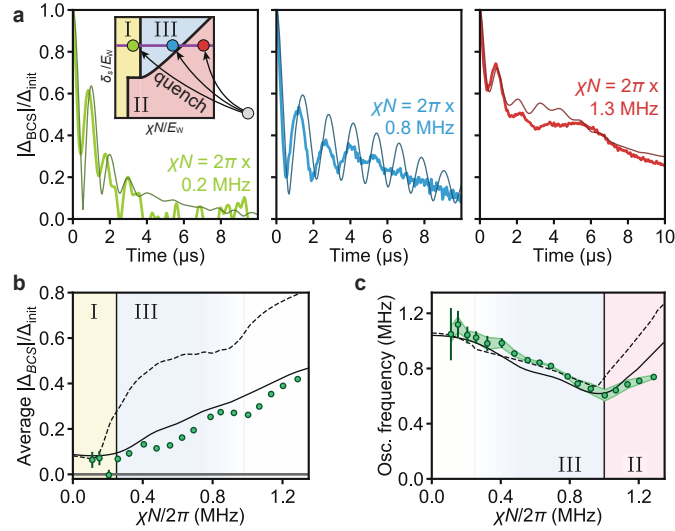 a
|Δ_BCS|/Δ_init
1.0
0.8
0.6
0.4
0.2
0.0
I
III
II
quench
δ_s/E_W
χN/E_W
χN = 2π x
0.2 MHz
0 2 4 6 8
Time (μs)
χN = 2π x
0.8 MHz
0 2 4 6 8
Time (μs)
χN = 2π x
1.3 MHz
0 2 4 6 8 10
Time (μs)
b
Average |Δ_BCS|/Δ_init
0.8
0.6
0.4
0.2
0.0
I
III
0.0 0.4 0.8 1.2
χN/2π (MHz)
c
Osc. frequency (MHz)
1.2
0.9
0.6
0.3
0.0
III
II
0.0 0.4 0.8 1.2
χN/2π (MHz)